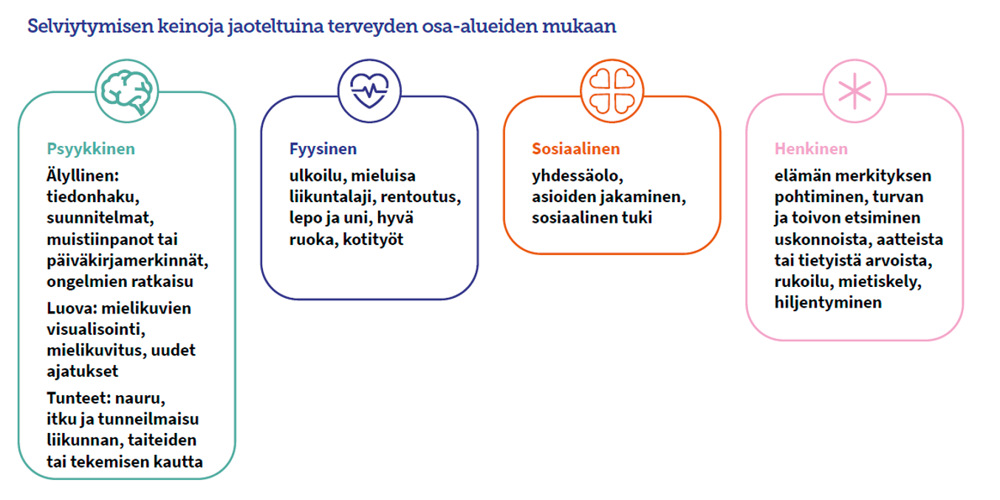 Selviytymisen keinoja jaoteltuina terveyden osa-alueiden mukaan
Psyykkinen
Älyllinen:
tiedonhaku,
suunnitelmat,
muistiinpanot tai
päiväkirjamerkinnät,
ongelmien ratkaisu
Luova: mielikuvien
visualisointi,
mielikuvitus, uudet
ajatukset
Tunteet: nauru,
itku ja tunneilmaisu
liikunnan, taiteiden
tai tekemisen kautta
Fyysinen
ulkoilu, mieluisa
liikuntalaji, rentoutus,
lepo ja uni, hyvä
ruoka, kotityöt
Sosiaalinen
yhdessäolo,
asioiden jakaminen,
sosiaalinen tuki
Henkinen
elämän merkityksen
pohtiminen, turvan
ja toivon etsiminen
uskonnoista, aatteista
tai tietyistä arvoista,
rukoilu, mietiskely,
hiljentyminen